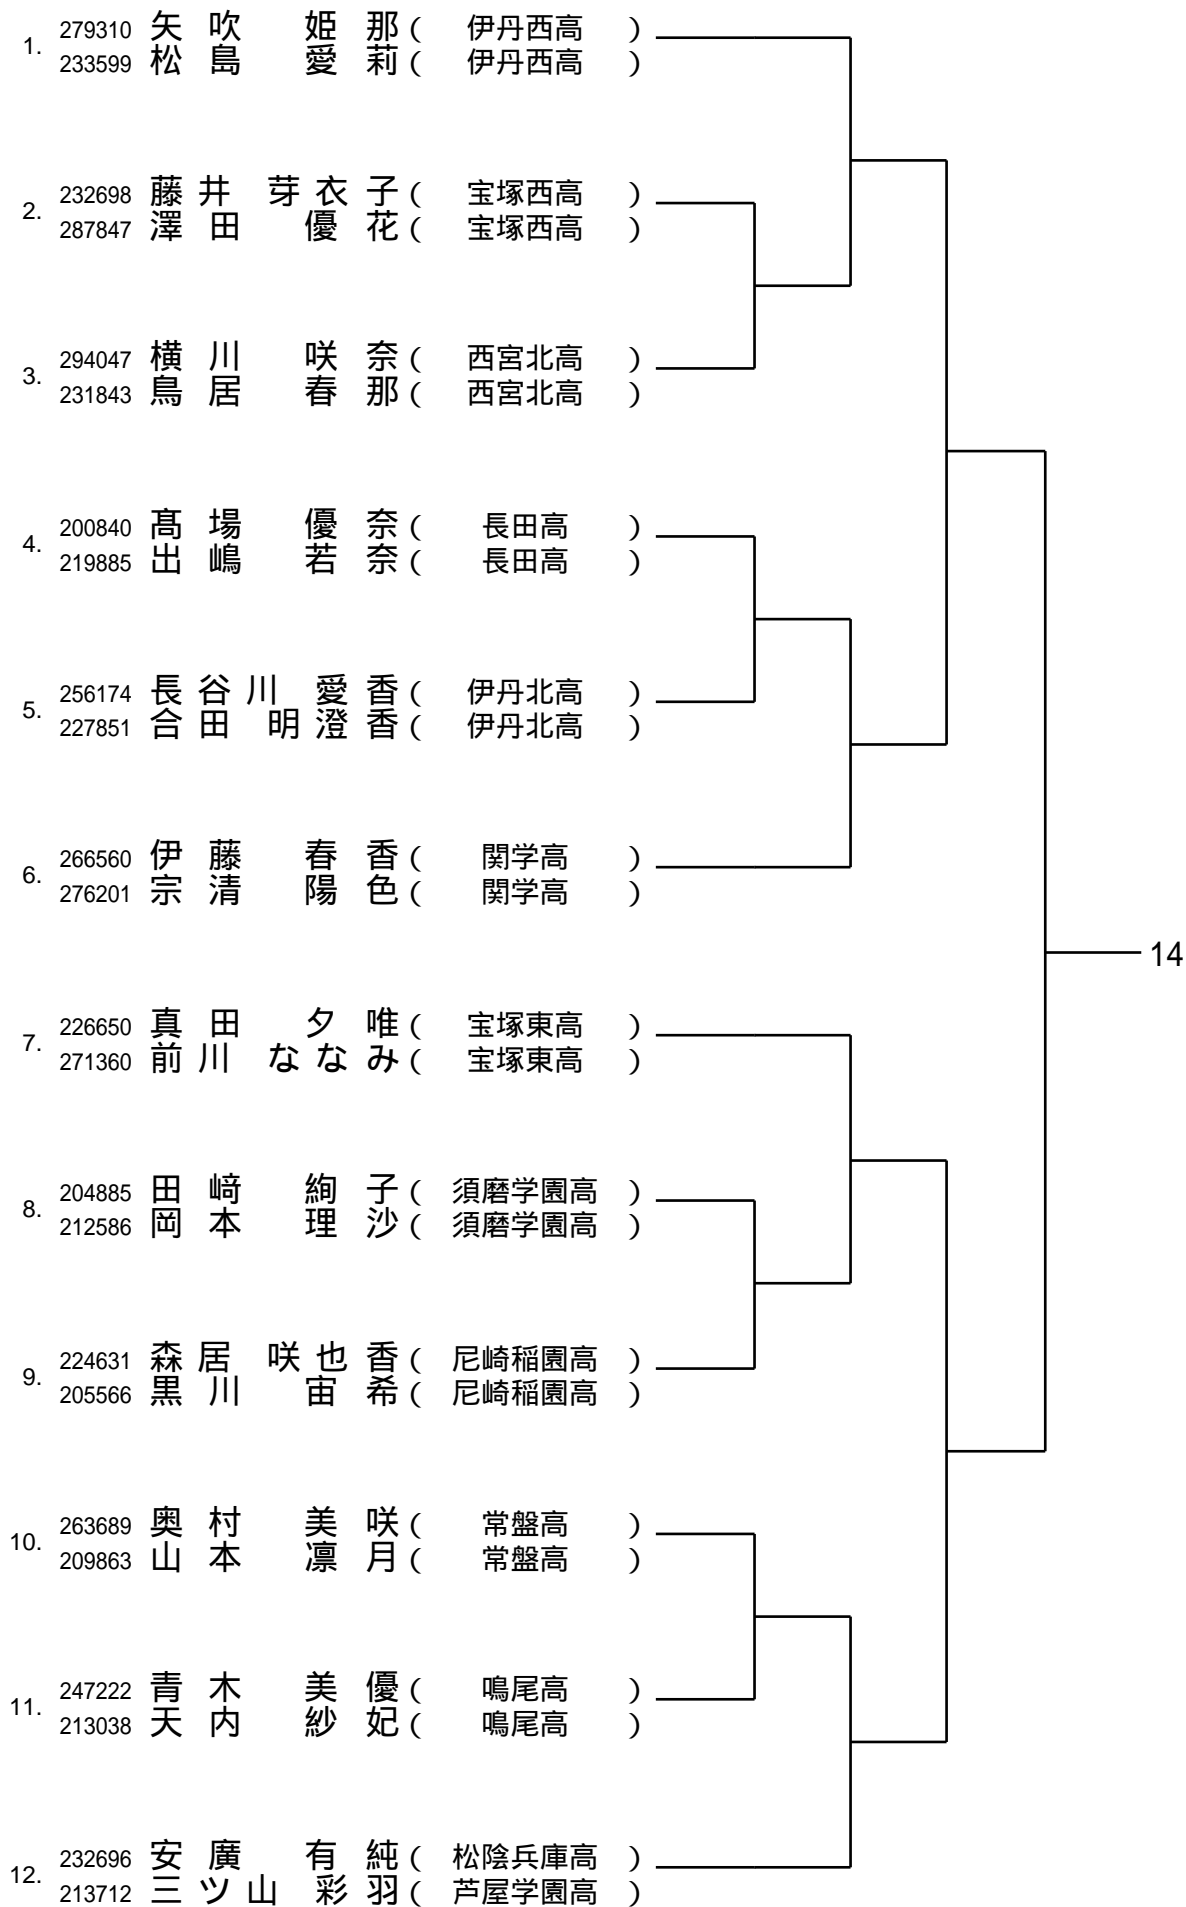 1. 279310 矢吹 姫那 ( 伊丹西高 )
233599 松島 愛莉 ( 伊丹西高 )
2. 232698 藤井 芽衣子 ( 宝塚西高 )
287847 澤田 優花 ( 宝塚西高 )
3. 294047 横川 咲奈 ( 西宮北高 )
231843 鳥居 春那 ( 西宮北高 )
4. 200840 髙場 優奈 ( 長田高 )
219885 出嶋 若奈 ( 長田高 )
5. 256174 長谷川 愛香 ( 伊丹北高 )
227851 合田 明澄香 ( 伊丹北高 )
6. 266560 伊藤 春香 ( 関学高 )
276201 宗清 陽色 ( 関学高 )
14
7. 226650 真田 夕唯 ( 宝塚東高 )
271360 前川 ななみ ( 宝塚東高 )
8. 204885 田﨑 絢子 ( 須磨学園高 )
212586 岡本 理沙 ( 須磨学園高 )
9. 224631 森居 咲也香 ( 尼崎稲園高 )
205566 黒川 宙希 ( 尼崎稲園高 )
10. 263689 奥村 美咲 ( 常盤高 )
209863 山本 凛月 ( 常盤高 )
11. 247222 青木 美優 ( 鳴尾高 )
213038 天内 紗妃 ( 鳴尾高 )
12. 232696 安廣 有純 ( 松陰兵庫高 )
213712 三ツ山 彩羽 ( 芦屋学園高 )